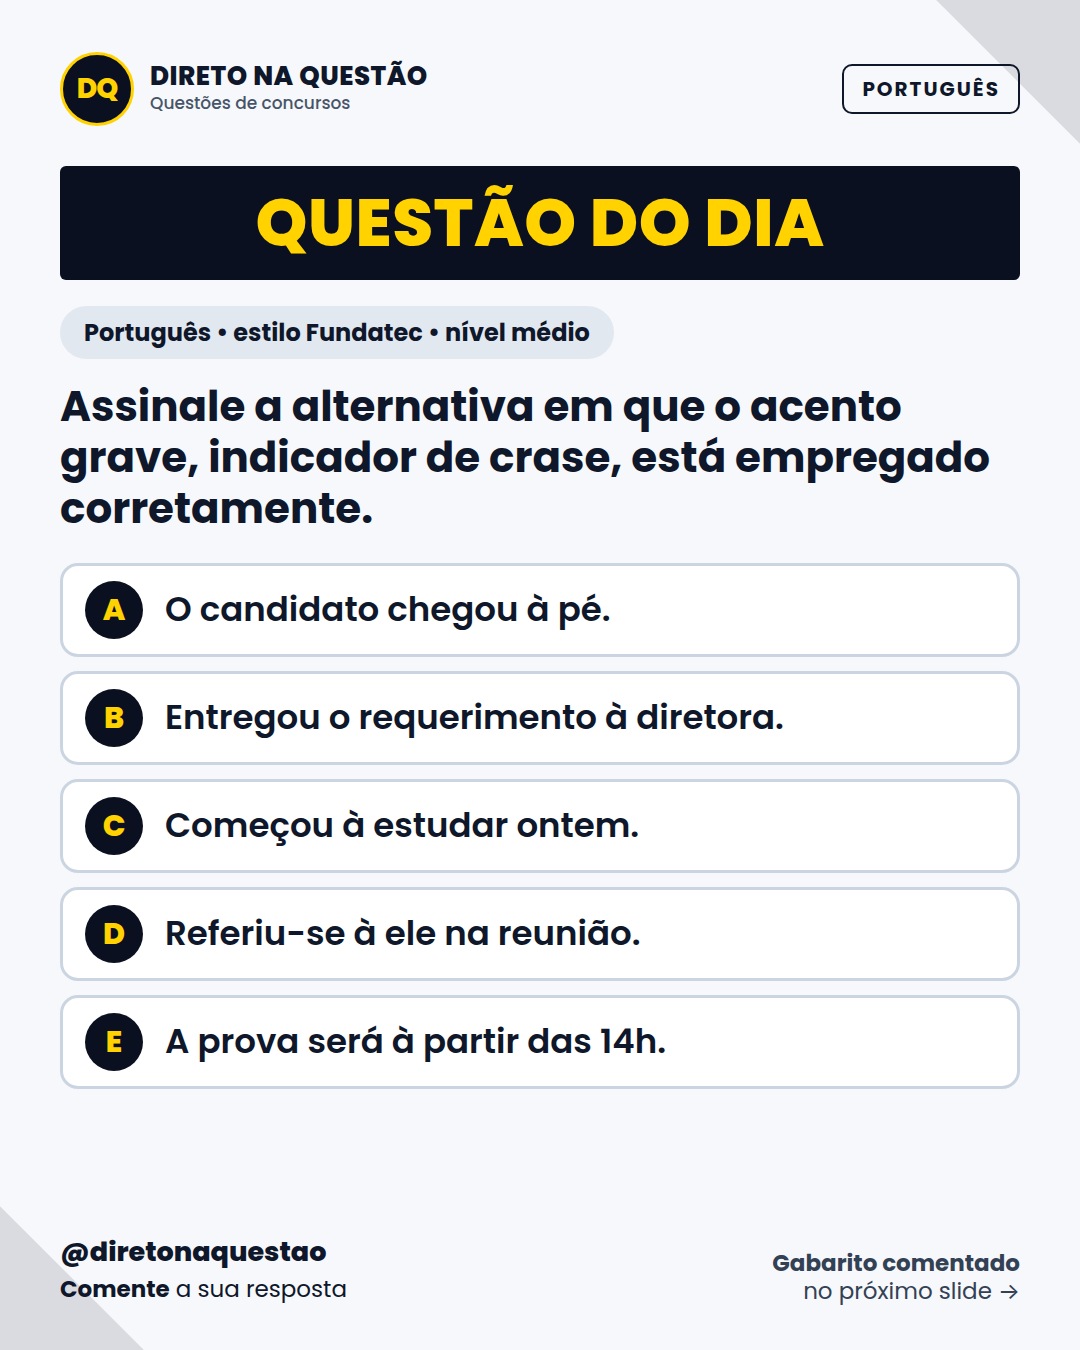 DQ
DIRETO NA QUESTÃO
Questões de concursos
PORTUGUÊS
QUESTÃO DO DIA
Português • estilo Fundatec • nível médio
Assinale a alternativa em que o acento
grave, indicador de crase, está empregado
corretamente.
A O candidato chegou à pé.
B Entregou o requerimento à diretora.
C Começou à estudar ontem.
D Referiu-se à ele na reunião.
E A prova será à partir das 14h.
@diretonaquestao
Comente a sua resposta
Gabarito comentado
no próximo slide →